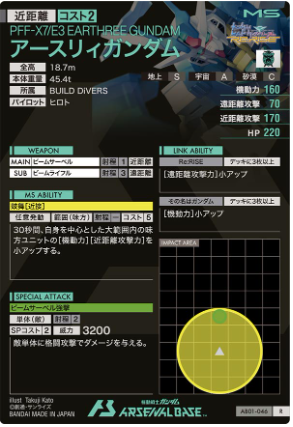 近距離 コスト2 MS
PFF-X7/E3 EARTHREE GUNDAM
アースリィガンダム
全高 18.7m
本体重量 45.4t
所属 BUILD DiVERS
パイロット ヒロト
地上 S 宇宙 A 砂漠 C
機動力 160
遠距離攻撃 70
近距離攻撃 170
HP 220
WEAPON
MAIN ビームサーベル 射程 1 近距離
SUB ビームライフル 射程 3 遠距離
LINK ABILITY
Re:RISE デッキに3枚以上
[遠距離攻撃力]小アップ
その名はガンダム デッキに3枚以上
[機動力]小アップ
MS ABILITY
鼓舞[近接]
任意発動 範囲(味方) 射程 ー コスト 5
30秒間、自身を中心とした大範囲内の味
方ユニットの[機動力][近距離攻撃力]を小
アップする。
IMPACT AREA
SPECIAL ATTACK
ビームサーベル強撃
単体(敵) 射程 2
SPコスト 2 威力 3200
敵単体に格闘攻撃でダメージを与える。
illust Takuji Kato
©創通・サンライズ
BANDAI MADE IN JAPAN
機動戦士ガンダム
ARSENAL BASE
AB01-046 R